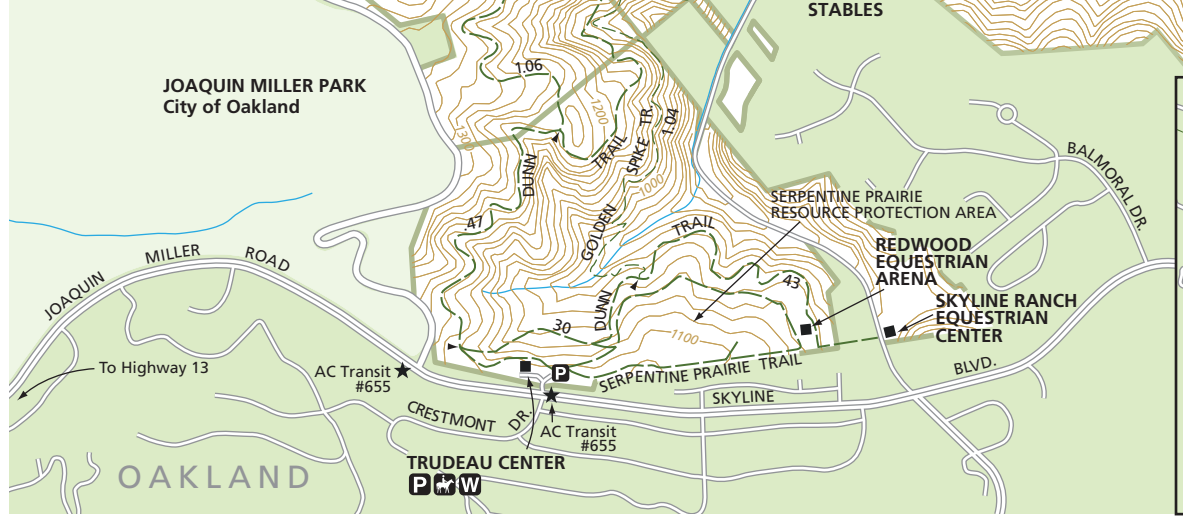 STABLES
JOAQUIN MILLER PARK
City of Oakland
1.06
1200
1300
TRAIL
SPIKE TR.
1.04
DUNN
1000
BALMORAL DR.
SERPENTINE PRAIRIE
RESOURCE PROTECTION AREA
.47
GOLDEN
TRAIL
JOAQUIN MILLER ROAD
REDWOOD
EQUESTRIAN
ARENA
.43
SKYLINE RANCH
EQUESTRIAN
CENTER
DUNN
.30
1100
To Highway 13
AC Transit
#655
P
SERPENTINE PRAIRIE TRAIL
SKYLINE BLVD.
CRESTMONT DR.
AC Transit
#655
TRUDEAU CENTER
P W
OAKLAND